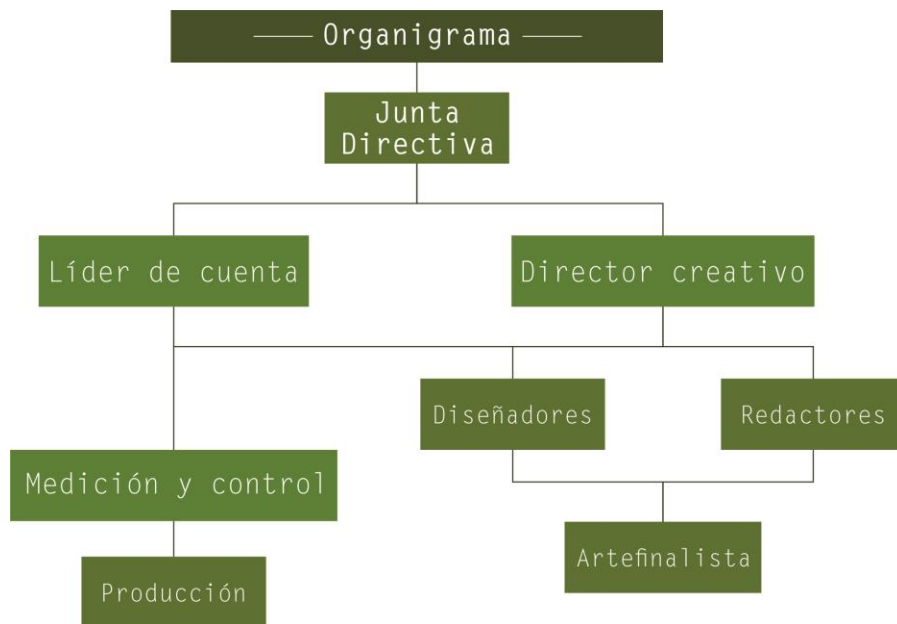 Organigrama
Junta
Directiva
Líder de cuenta
Director creativo
Diseñadores
Redactores
Medición y control
Artefinalista
Producción